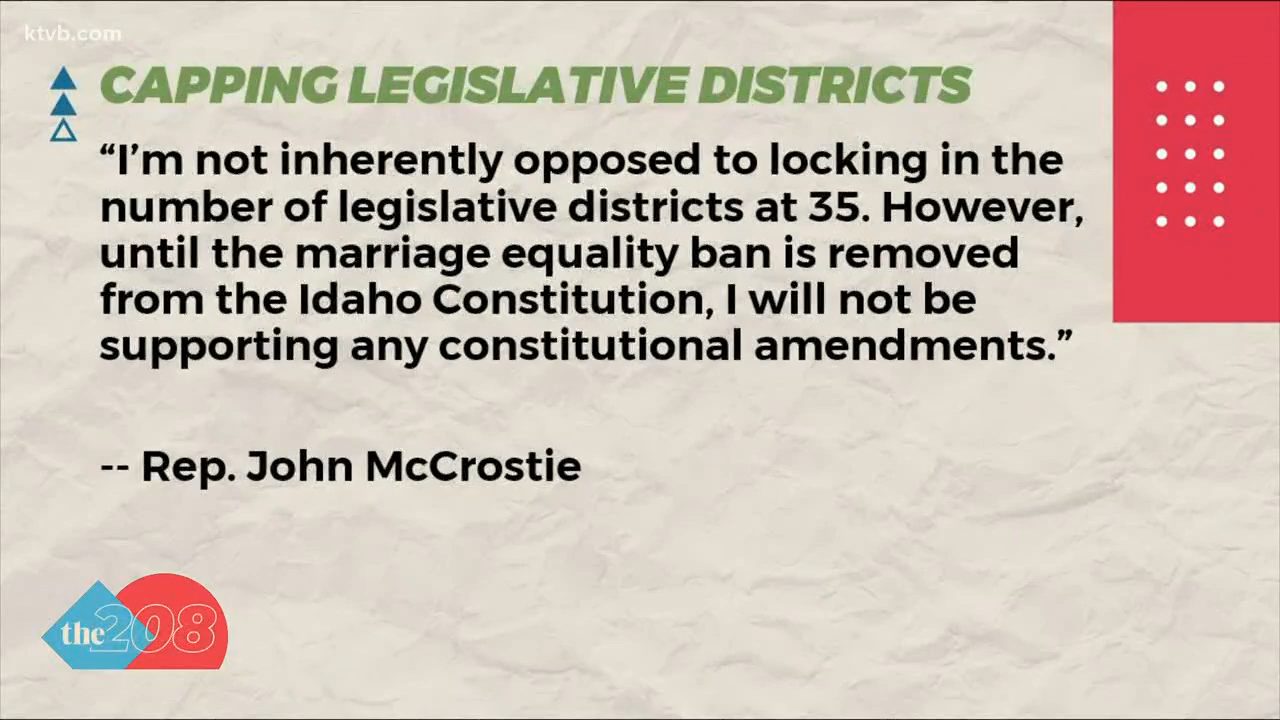 ktvb.com
CAPPING LEGISLATIVE DISTRICTS
“I’m not inherently opposed to locking in the
number of legislative districts at 35. However,
until the marriage equality ban is removed
from the Idaho Constitution, I will not be
supporting any constitutional amendments.”
-- Rep. John McCrostie
the 208